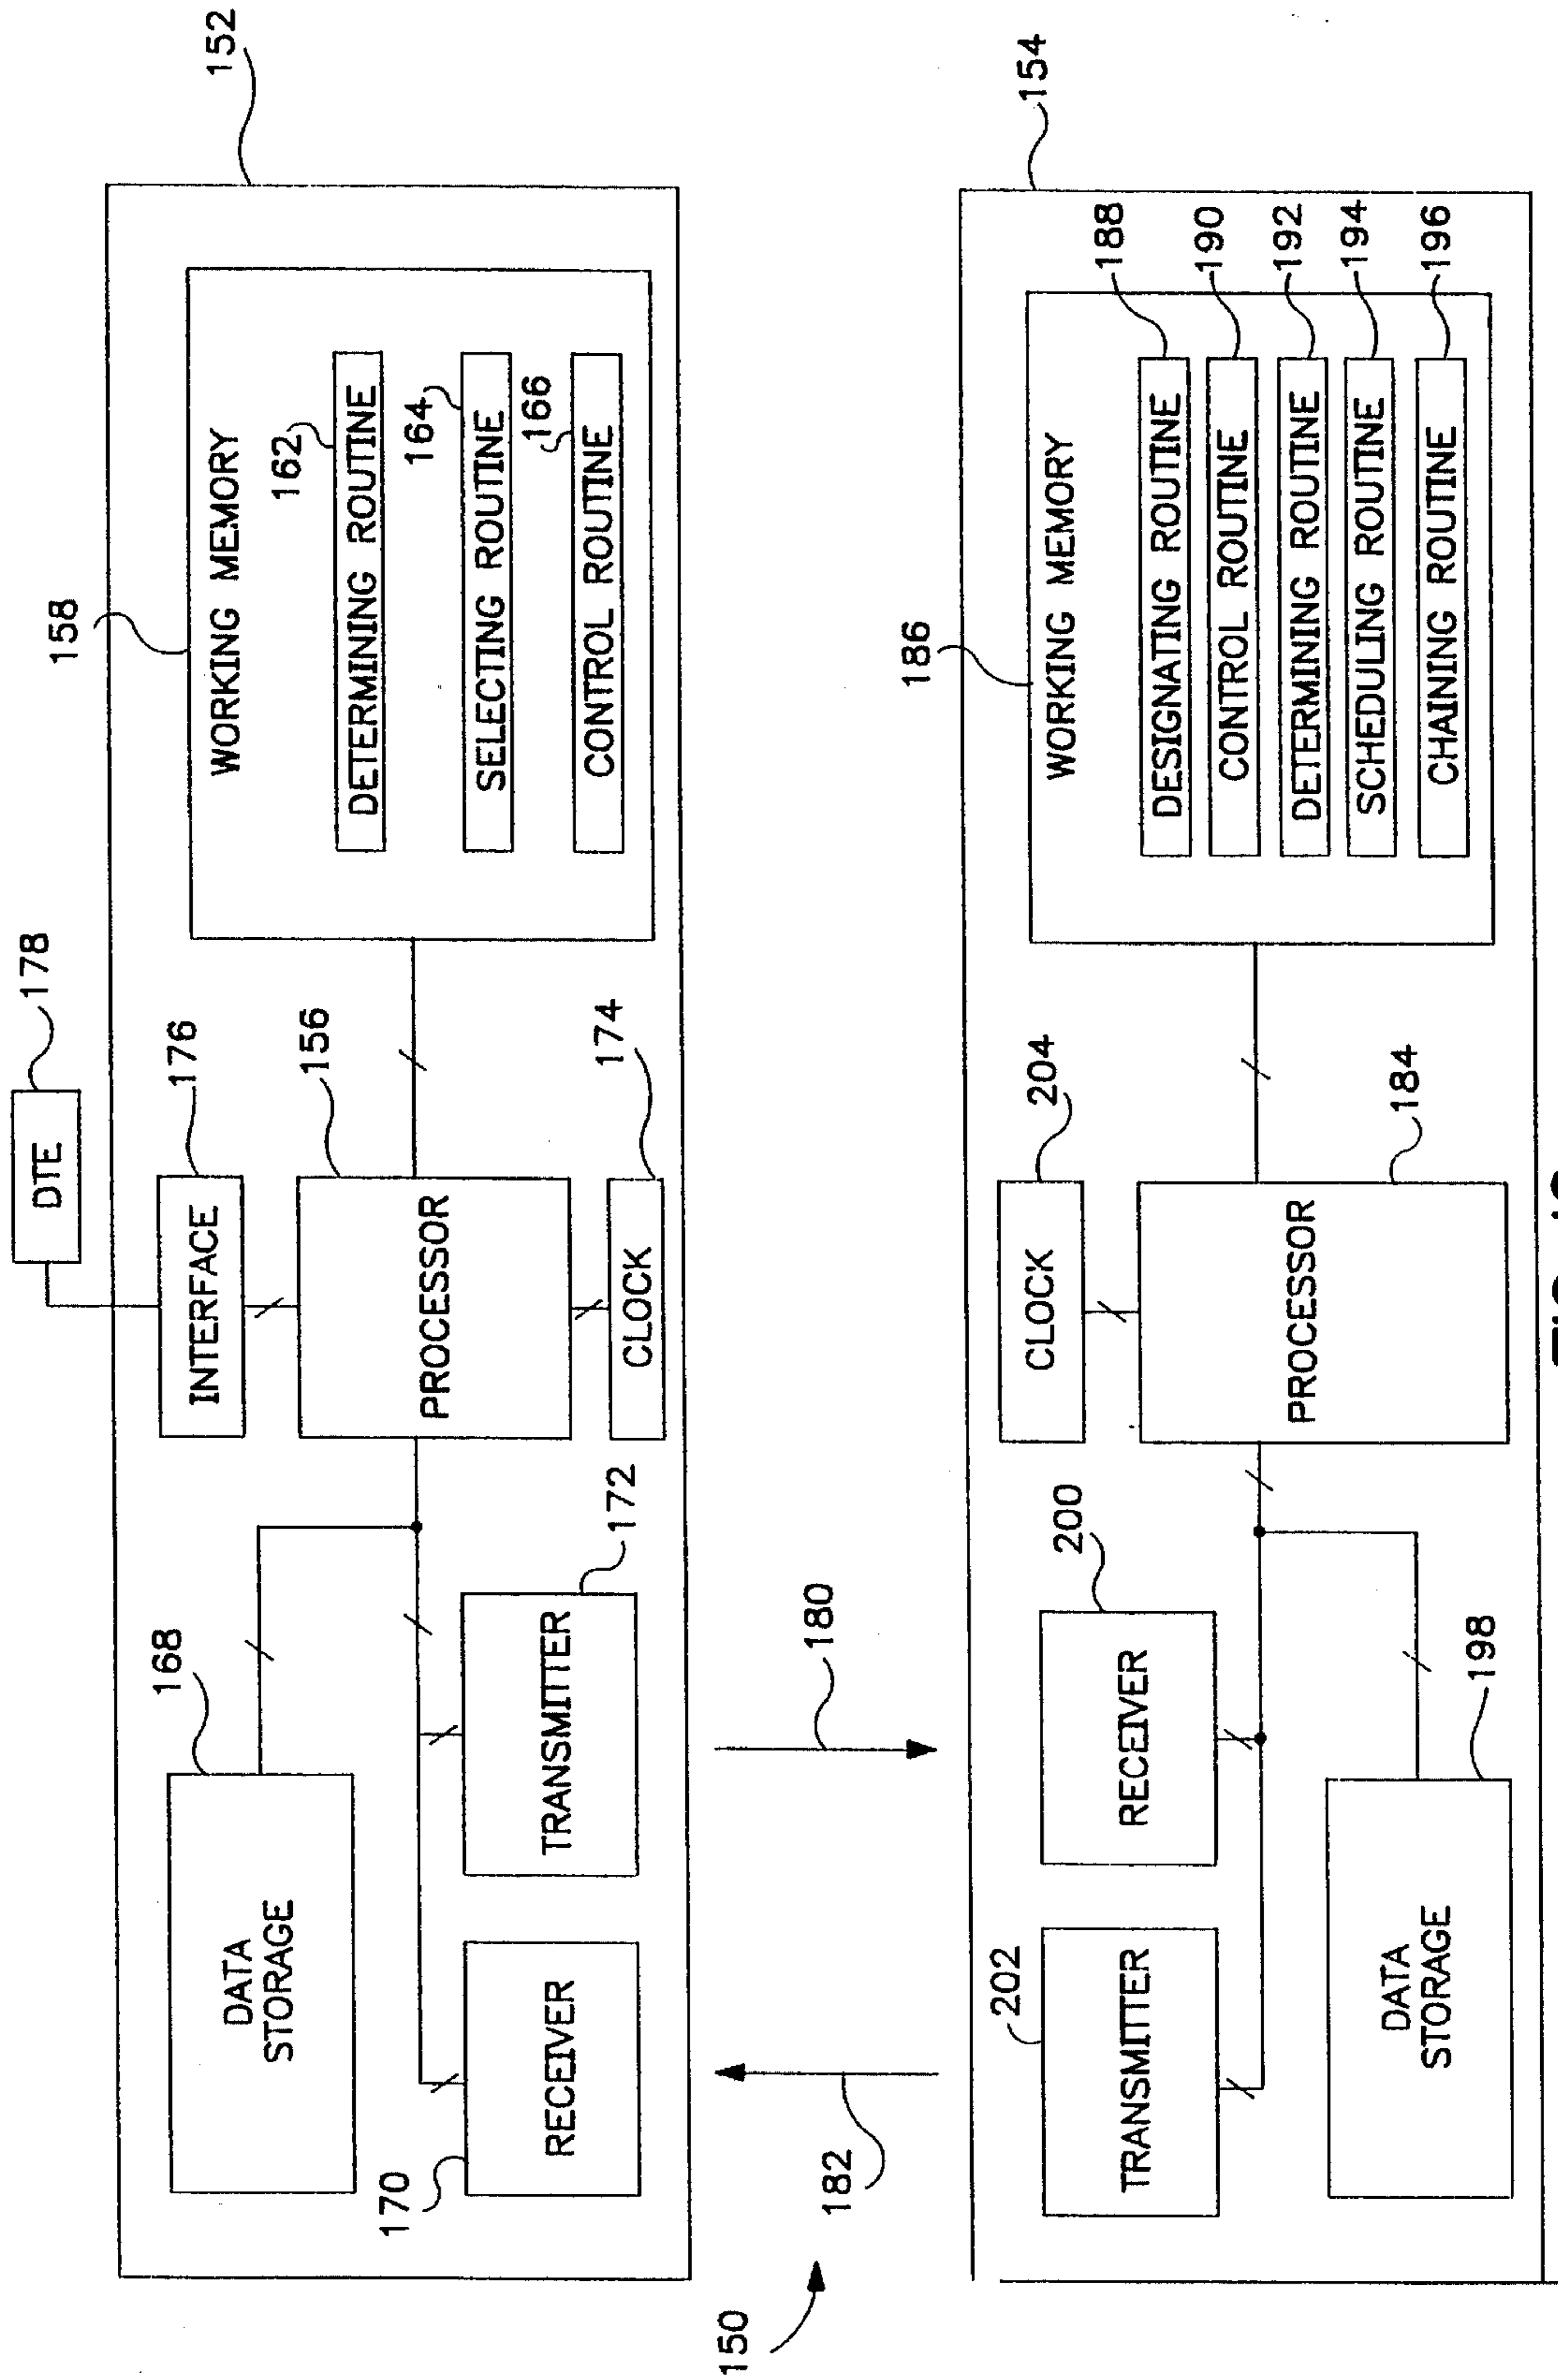 152
158
WORKING MEMORY
162
DETERMINING ROUTINE
164
SELECTING ROUTINE
166
CONTROL ROUTINE
178
DTE
176
INTERFACE
156
PROCESSOR
174
CLOCK
168
DATA
STORAGE
172
TRANSMITTER
170
RECEIVER
180
182
150
154
186
WORKING MEMORY
188
DESIGNATING ROUTINE
190
CONTROL ROUTINE
192
DETERMINING ROUTINE
194
SCHEDULING ROUTINE
196
CHAINING ROUTINE
204
CLOCK
184
PROCESSOR
200
RECEIVER
202
TRANSMITTER
198
DATA
STORAGE